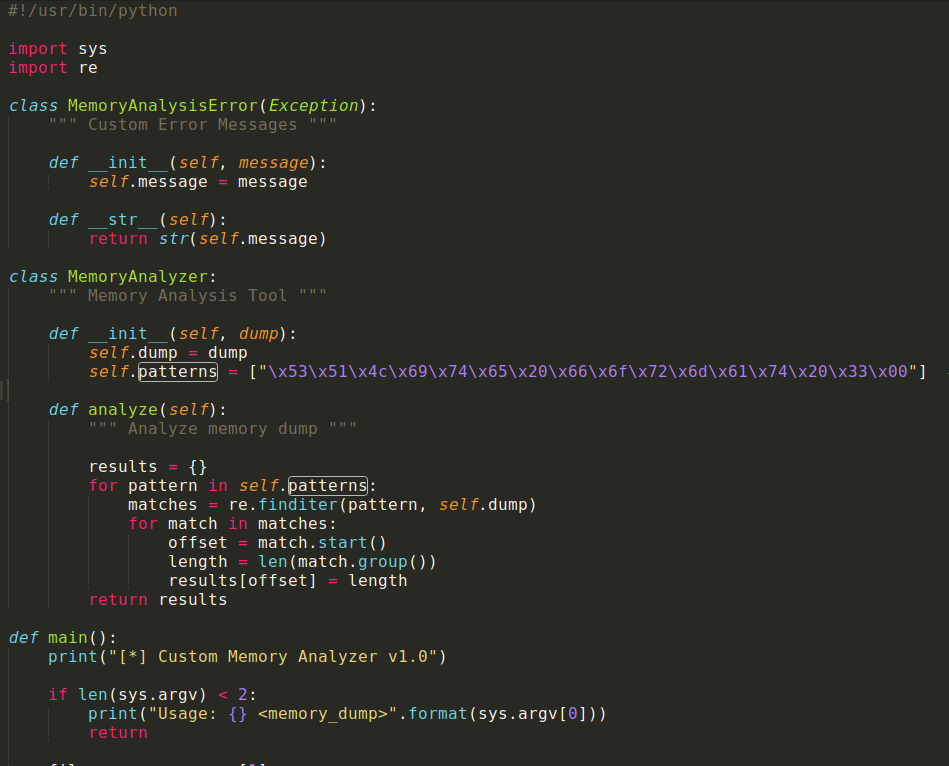 #!/usr/bin/python
import sys
import re
class MemoryAnalysisError(Exception):
""" Custom Error Messages """
def __init__(self, message):
self.message = message
def __str__(self):
return str(self.message)
class MemoryAnalyzer:
""" Memory Analysis Tool """
def __init__(self, dump):
self.dump = dump
self.patterns = ["\x53\x51\x4c\x69\x74\x65\x20\x66\x6f\x72\x6d\x61\x74\x20\x33\x00"]
def analyze(self):
""" Analyze memory dump """
results = {}
for pattern in self.patterns:
matches = re.finditer(pattern, self.dump)
for match in matches:
offset = match.start()
length = len(match.group())
results[offset] = length
return results
def main():
print("[*] Custom Memory Analyzer v1.0")
if len(sys.argv) < 2:
print("Usage: {} <memory_dump>".format(sys.argv[0]))
return